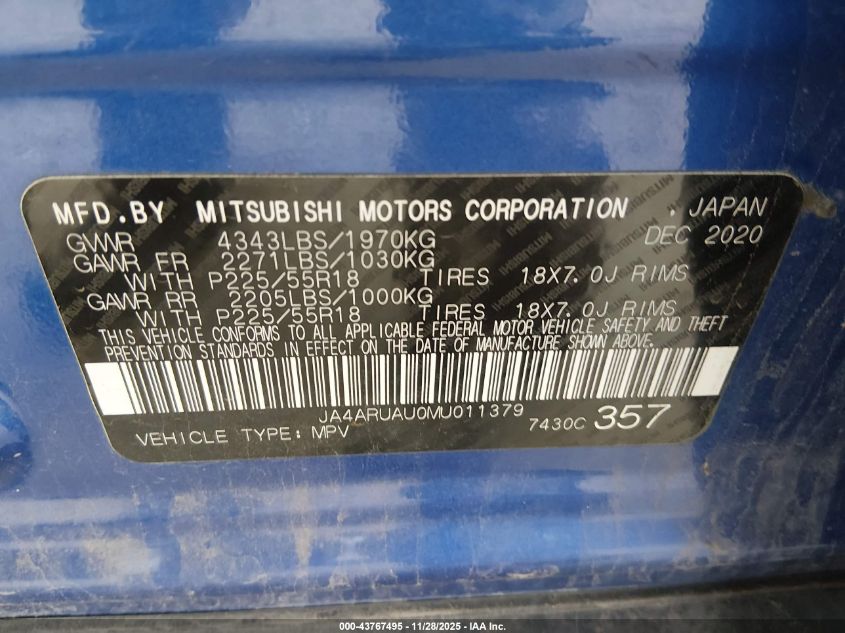 MFD.BY MITSUBISHI MOTORS CORPORATION . JAPAN
GVWR 4343LBS/1970KG DEC 2020
GAWR FR 2271LBS/1030KG
WITH P225/55R18 TIRES 18X7.0J RIMS
GAWR RR 2205LBS/1000KG
WITH P225/55R18 TIRES 18X7.0J RIMS
THIS VEHICLE CONFORMS TO ALL APPLICABLE FEDERAL MOTOR VEHICLE SAFETY AND THEFT
PREVENTION STANDARDS IN EFFECT ON THE DATE OF MANUFACTURE SHOWN ABOVE.
JA4ARUAU0MU011379
VEHICLE TYPE: MPV 7430C 357
000-43767495 - 11/28/2025 - IAA Inc.